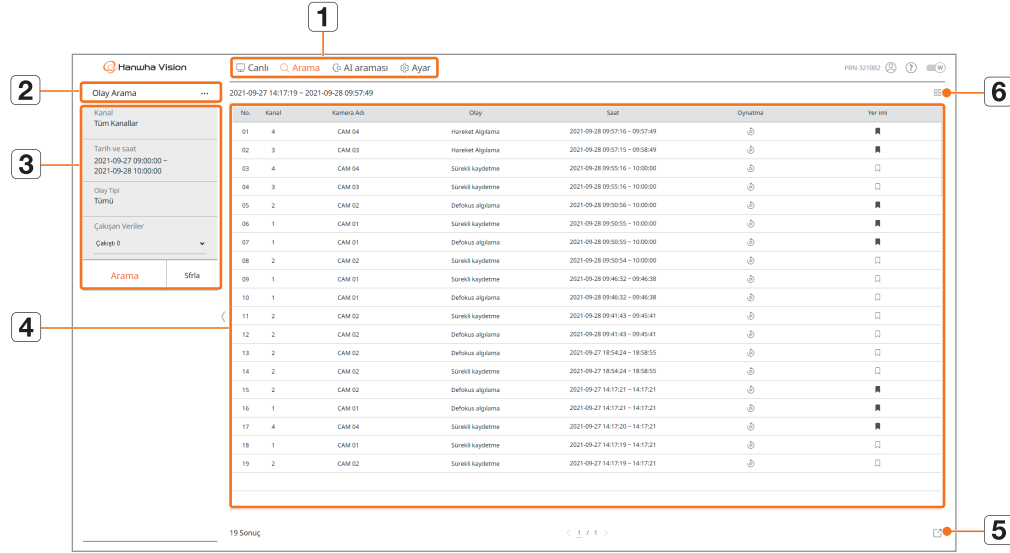 1
Hanwha Vision
Canlı Arama AI araması Ayar
PRN-3210B2 ? W
2
Olay Arama ...
2021-09-27 14:17:19 ~ 2021-09-28 09:57:49
6
3
Kanal
Tüm Kanallar
Tarih ve saat
2021-09-27 09:00:00 ~
2021-09-28 10:00:00
Olay Tipi
Tümü
Çakışan Veriler
Çakıştı 0
Arama Sfrla
4
No. Kanal Kamera Adı Olay Saat Oynatma Yer imi
01 4 CAM 04 Hareket Algılama 2021-09-28 09:57:16 ~ 09:57:49
02 3 CAM 03 Hareket Algılama 2021-09-28 09:57:15 ~ 09:58:49
03 4 CAM 04 Sürekli kaydetme 2021-09-28 09:55:16 ~ 10:00:00
04 3 CAM 03 Sürekli kaydetme 2021-09-28 09:55:16 ~ 10:00:00
05 2 CAM 02 Defokus algılama 2021-09-28 09:50:56 ~ 10:00:00
06 1 CAM 01 Sürekli kaydetme 2021-09-28 09:50:55 ~ 10:00:00
07 1 CAM 01 Defokus algılama 2021-09-28 09:50:55 ~ 10:00:00
08 2 CAM 02 Sürekli kaydetme 2021-09-28 09:50:54 ~ 10:00:00
09 1 CAM 01 Sürekli kaydetme 2021-09-28 09:46:32 ~ 09:46:38
10 1 CAM 01 Defokus algılama 2021-09-28 09:46:32 ~ 09:46:38
11 2 CAM 02 Sürekli kaydetme 2021-09-28 09:41:43 ~ 09:45:41
12 2 CAM 02 Defokus algılama 2021-09-28 09:41:43 ~ 09:45:41
13 2 CAM 02 Defokus algılama 2021-09-27 18:54:24 ~ 18:58:55
14 2 CAM 02 Sürekli kaydetme 2021-09-27 18:54:24 ~ 18:58:55
15 2 CAM 02 Defokus algılama 2021-09-27 14:17:21 ~ 14:17:21
16 1 CAM 01 Defokus algılama 2021-09-27 14:17:21 ~ 14:17:21
17 4 CAM 04 Sürekli kaydetme 2021-09-27 14:17:20 ~ 14:17:21
18 1 CAM 01 Sürekli kaydetme 2021-09-27 14:17:19 ~ 14:17:21
19 2 CAM 02 Sürekli kaydetme 2021-09-27 14:17:19 ~ 14:17:21
19 Sonuç < 1 / 1 >
5